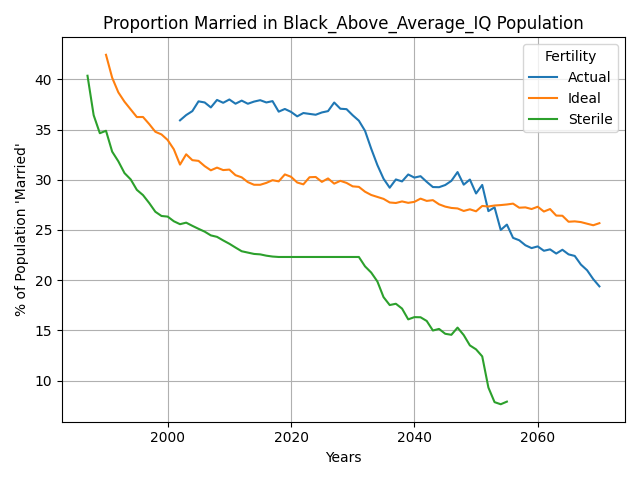 Proportion Married in Black_Above_Average_IQ Population
% of Population 'Married'
40
35
30
25
20
15
10
Fertility
Actual
Ideal
Sterile
2000 2020 2040 2060
Years